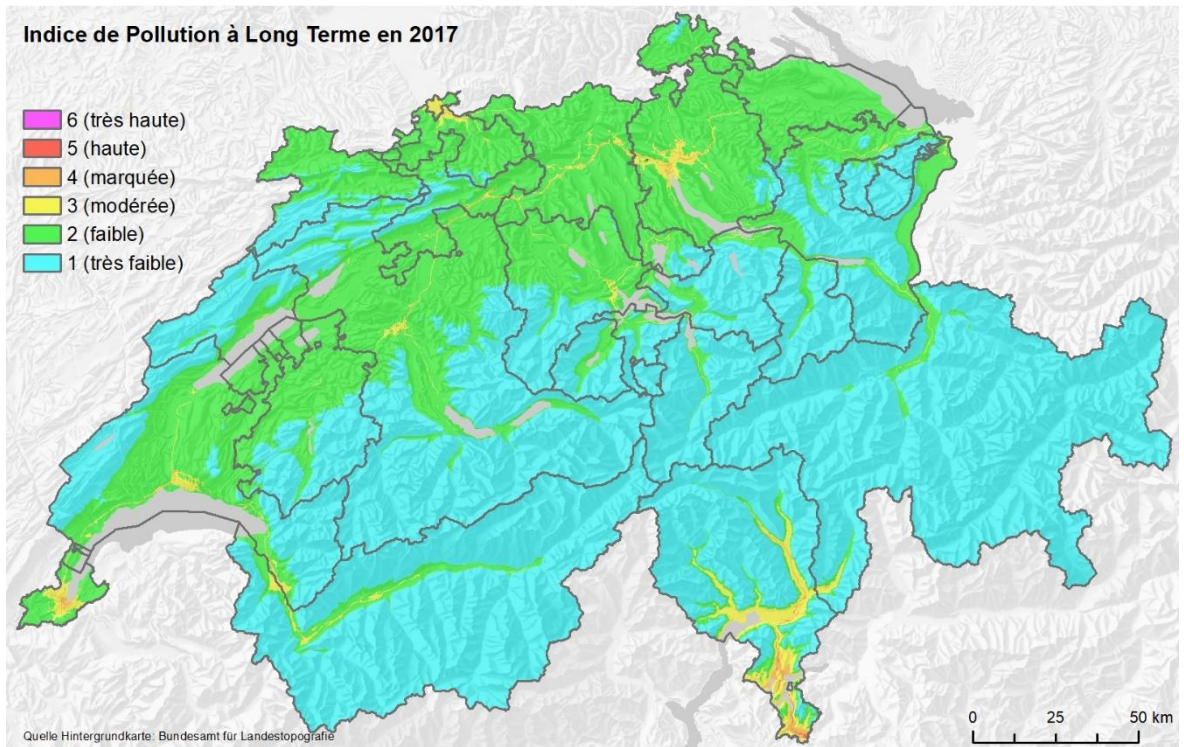 Indice de Pollution à Long Terme en 2017
6 (très haute)
5 (haute)
4 (marquée)
3 (modérée)
2 (faible)
1 (très faible)
0 25 50 km
Quelle Hintergrundkarte: Bundesamt für Landestopografie